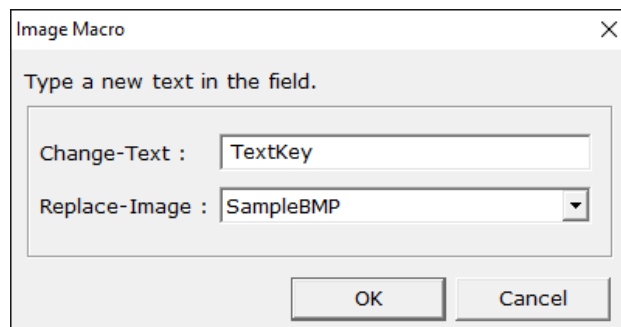 Image Macro
Type a new text in the field.
Change-Text : TextKey
Replace-Image : SampleBMP
OK Cancel